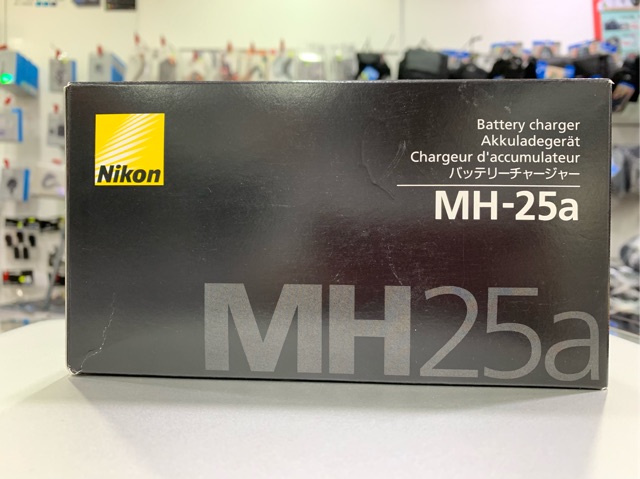 Nikon
Battery charger
Akkuladegerät
Chargeur d'accumulateur
バッテリーチャージャー
MH-25a
MH25a